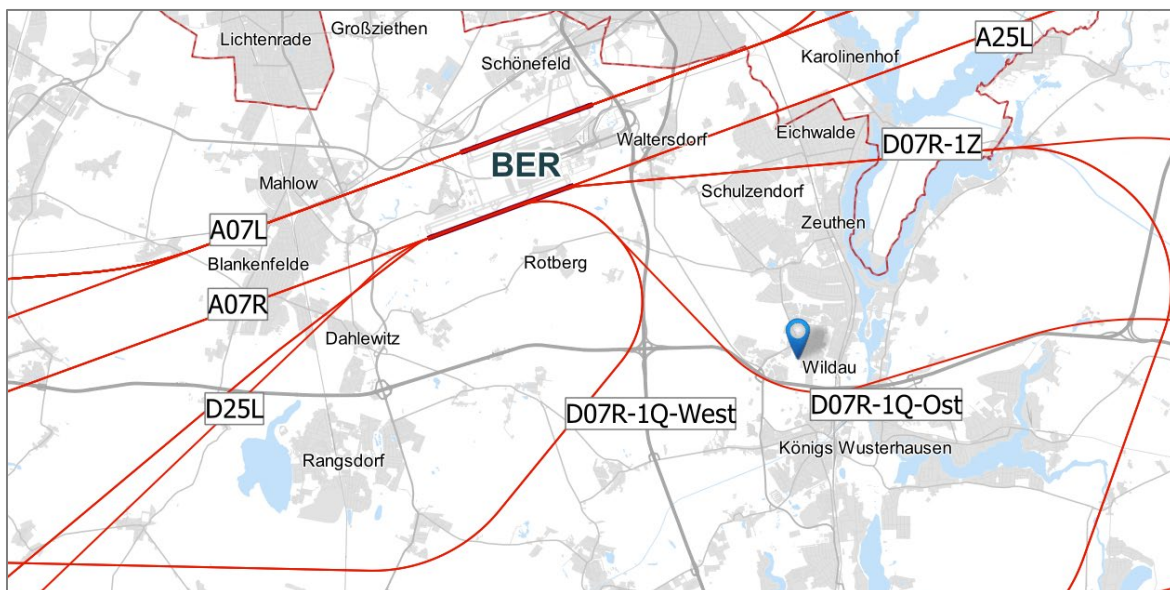 Großziethen
Lichtenrade
A25L
Karolinenhof
Schönefeld
Eichwalde
Waltersdorf
D07R-1Z
BER
Mahlow
Schulzendorf
Zeuthen
A07L
Blankenfelde
Rotberg
A07R
Dahlewitz
Wildau
D25L
D07R-1Q-West
D07R-1Q-Ost
Rangsdorf
Königs Wusterhausen